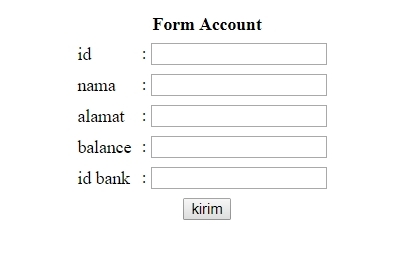 Form Account
id :
nama :
alamat :
balance :
id bank :
kirim